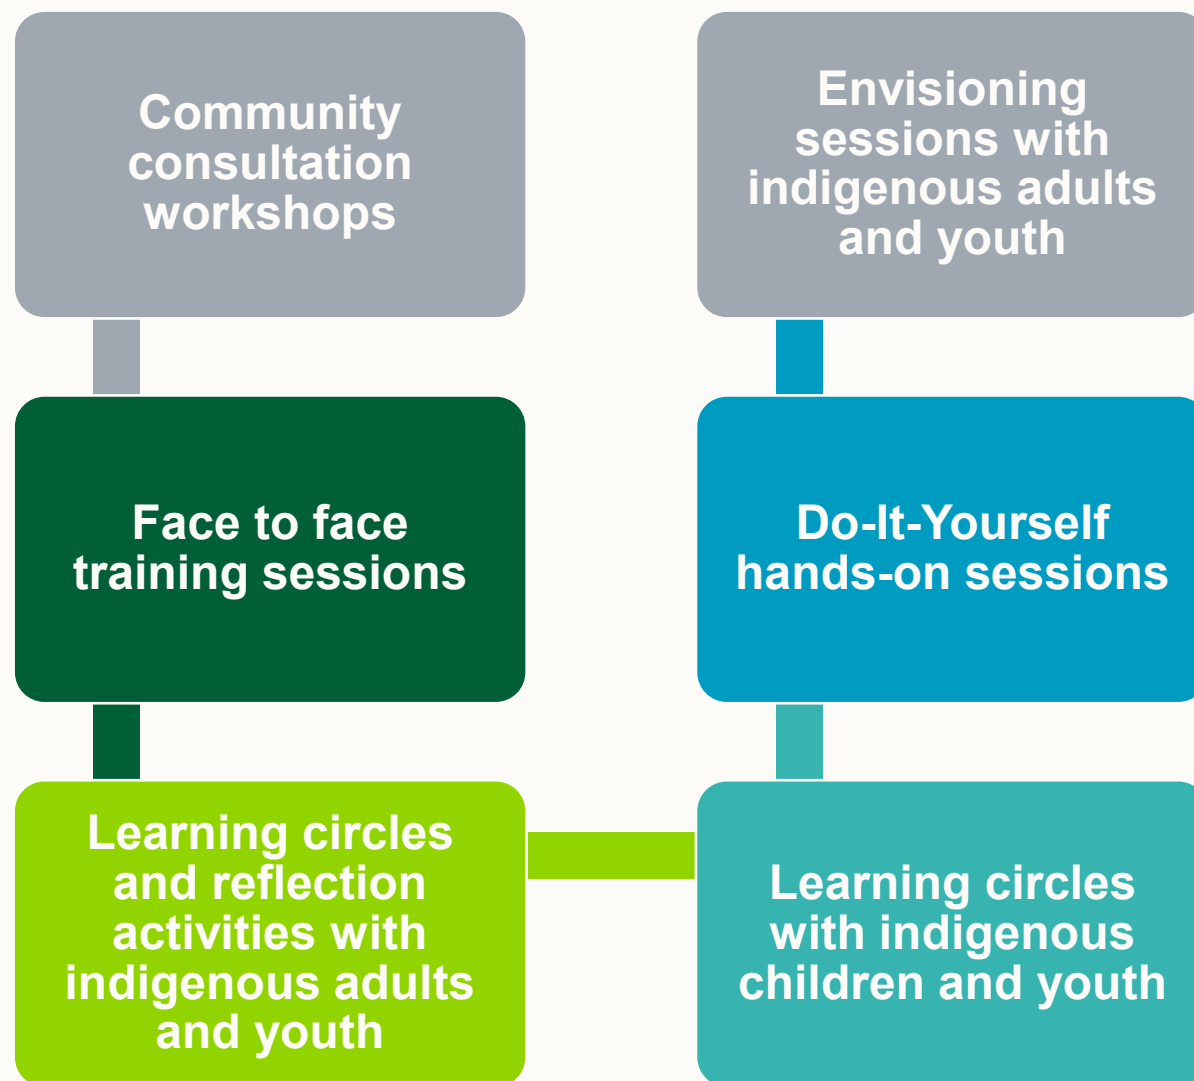 Community
consultation
workshops
Face to face
training sessions
Learning circles
and reflection
activities with
indigenous adults
and youth
Learning circles
with indigenous
children and youth
Do-It-Yourself
hands-on sessions
Envisioning
sessions with
indigenous adults
and youth